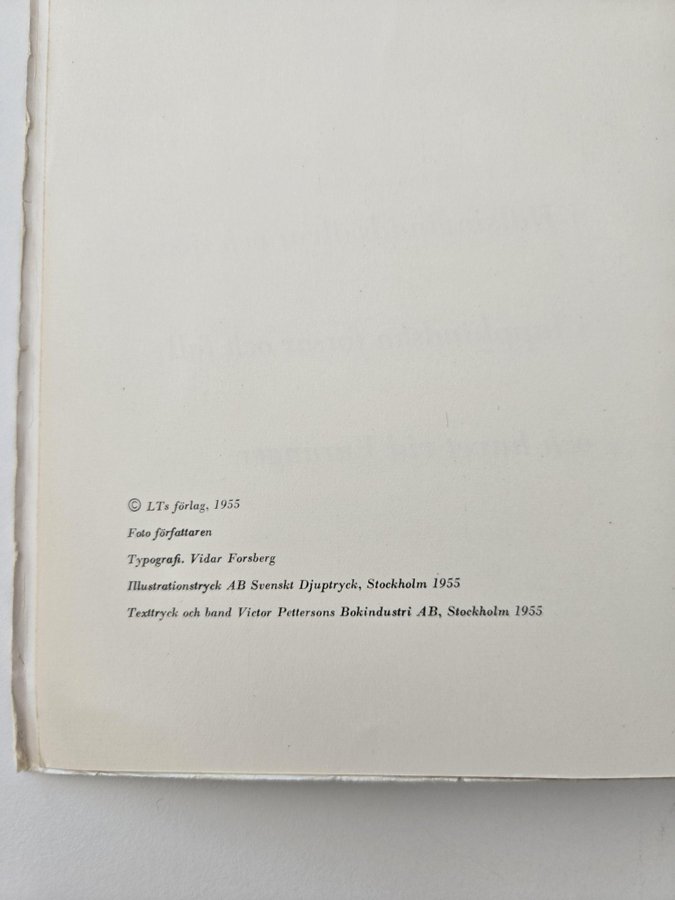 © LTs förlag, 1955
Foto författaren
Typografi. Vidar Forsberg
Illustrationstryck AB Svenskt Djuptryck, Stockholm 1955
Texttryck och band Victor Pettersons Bokindustri AB, Stockholm 1955